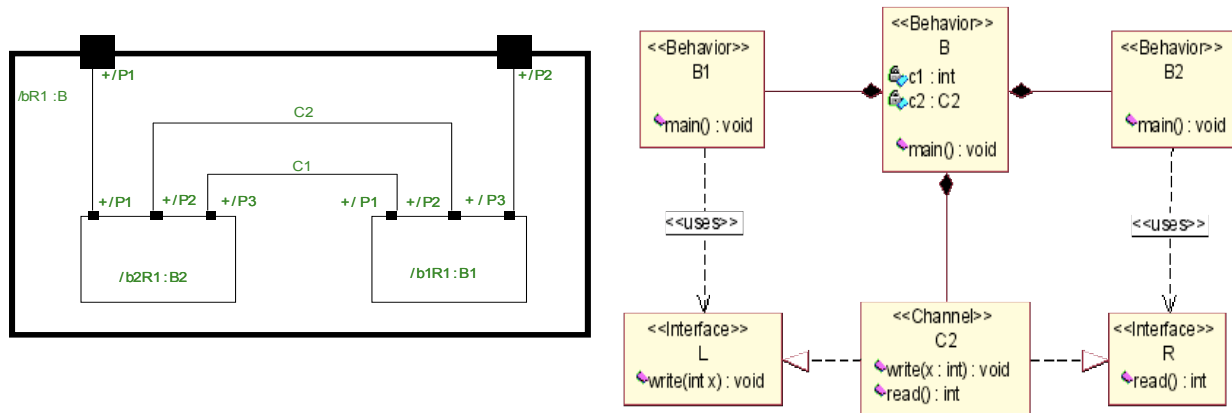 +/P1
+/P2
/bR1 :B
C2
C1
+/P1
+/P2
+/P3
+/ P1
+/P2
+/ P3
/b2R1 :B2
/b1R1 :B1
<<Behavior>>
B1
main() : void
<<Behavior>>
B
c1 : int
c2 : C2
main() : void
<<Behavior>>
B2
main() : void
<<uses>>
<<uses>>
<<Interface>>
L
write(int x) : void
<<Channel>>
C2
write(x : int) : void
read() : int
<<Interface>>
R
read() : int